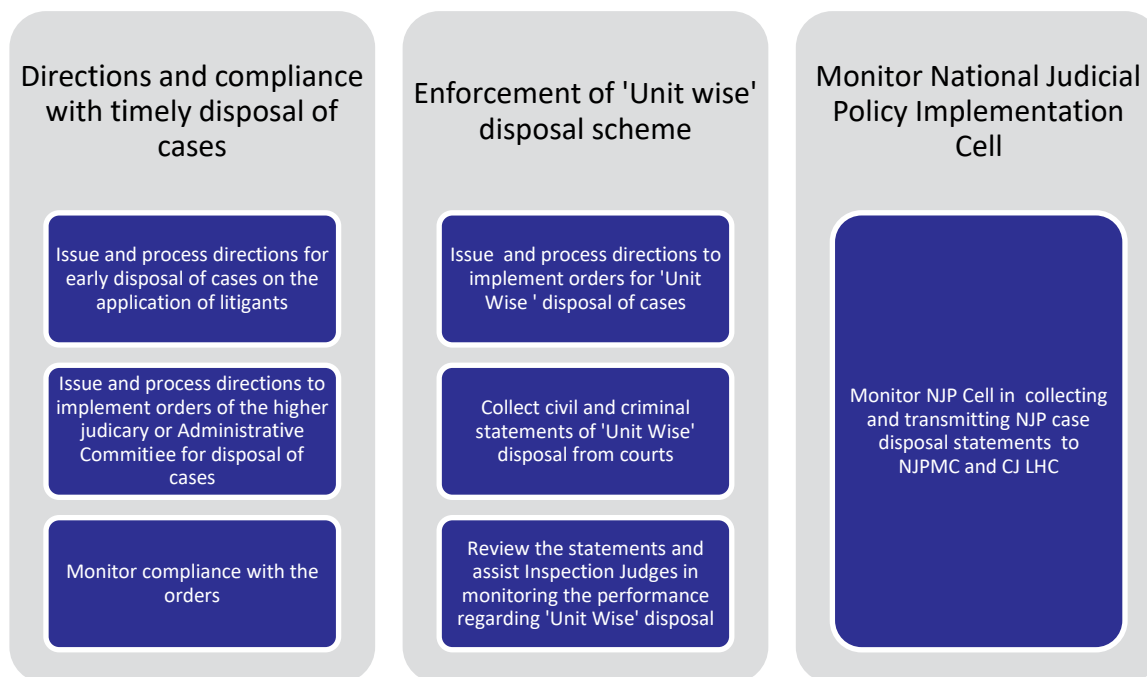 Directions and compliance
with timely disposal of
cases
Issue and process directions for
early disposal of cases on the
application of litigants
Issue and process directions to
implement orders of the higher
judicary or Administrative
Commitiee for disposal of
cases
Monitor compliance with the
orders
Enforcement of 'Unit wise'
disposal scheme
Issue and process directions to
implement orders for 'Unit
Wise ' disposal of cases
Collect civil and criminal
statements of 'Unit Wise'
disposal from courts
Review the statements and
assist Inspection Judges in
monitoring the performance
regarding 'Unit Wise' disposal
Monitor National Judicial
Policy Implementation
Cell
Monitor NJP Cell in collecting
and transmitting NJP case
disposal statements to
NJPMC and CJ LHC